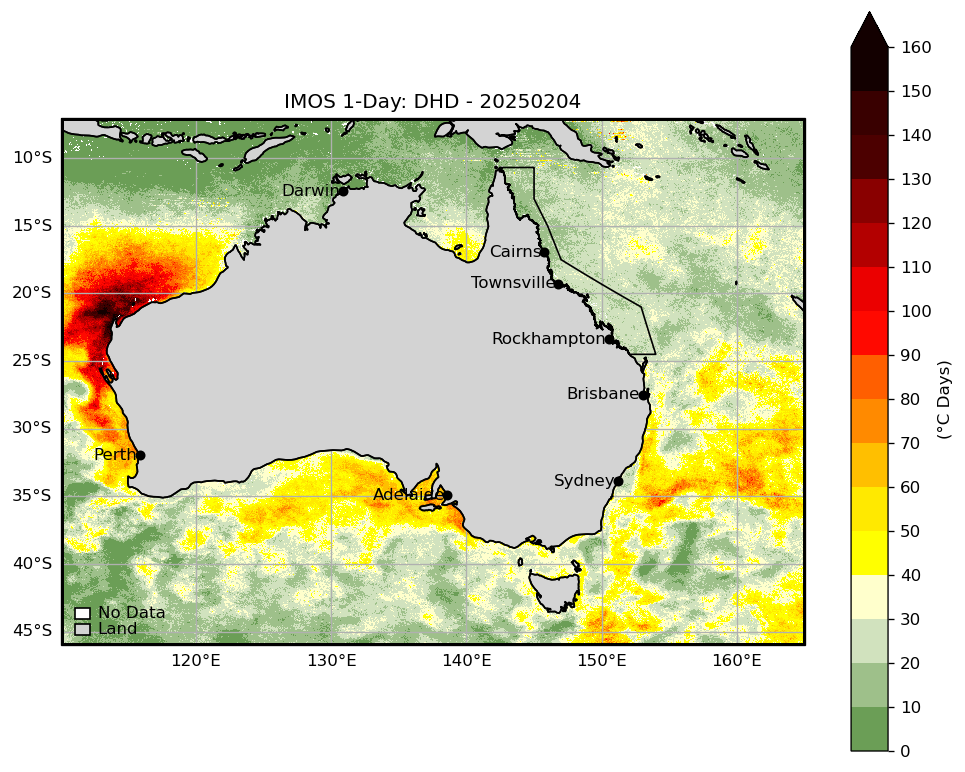 IMOS 1-Day: DHD - 20250204
10°S
15°S
20°S
25°S
30°S
35°S
40°S
45°S
Darwin
Cairns
Townsville
Rockhampton
Brisbane
Perth
Sydney
Adelaide
No Data
Land
120°E
130°E
140°E
150°E
160°E
160
150
140
130
120
110
100
90
80
70
60
50
40
30
20
10
0
(°C Days)